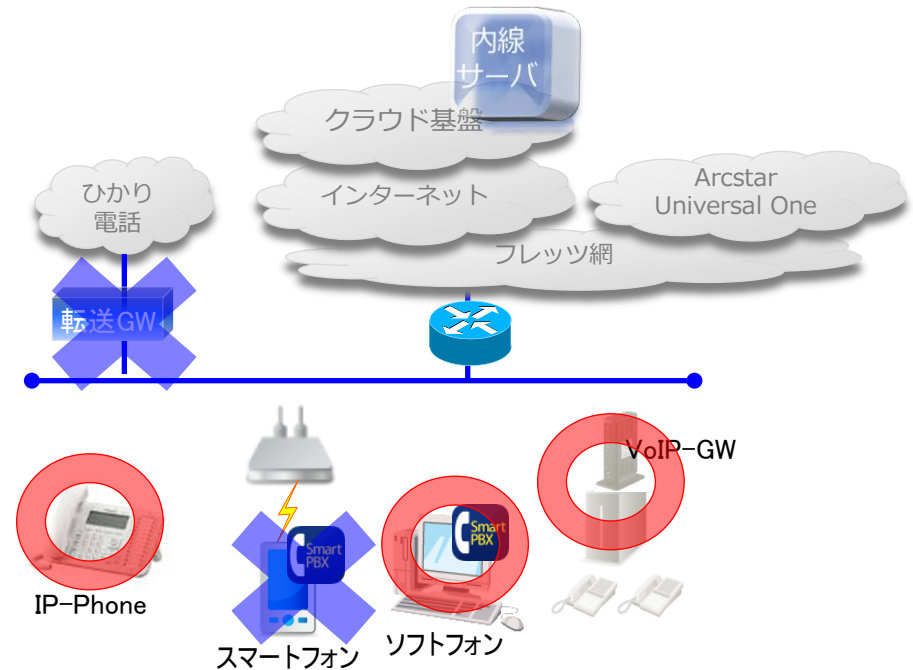 内線
サーバ
クラウド基盤
ひかり
電話
インターネット
Arcstar
Universal One
フレッツ網
転送GW
VoIP-GW
Smart
PBX
Smart
PBX
IP-Phone
スマートフォン
ソフトフォン